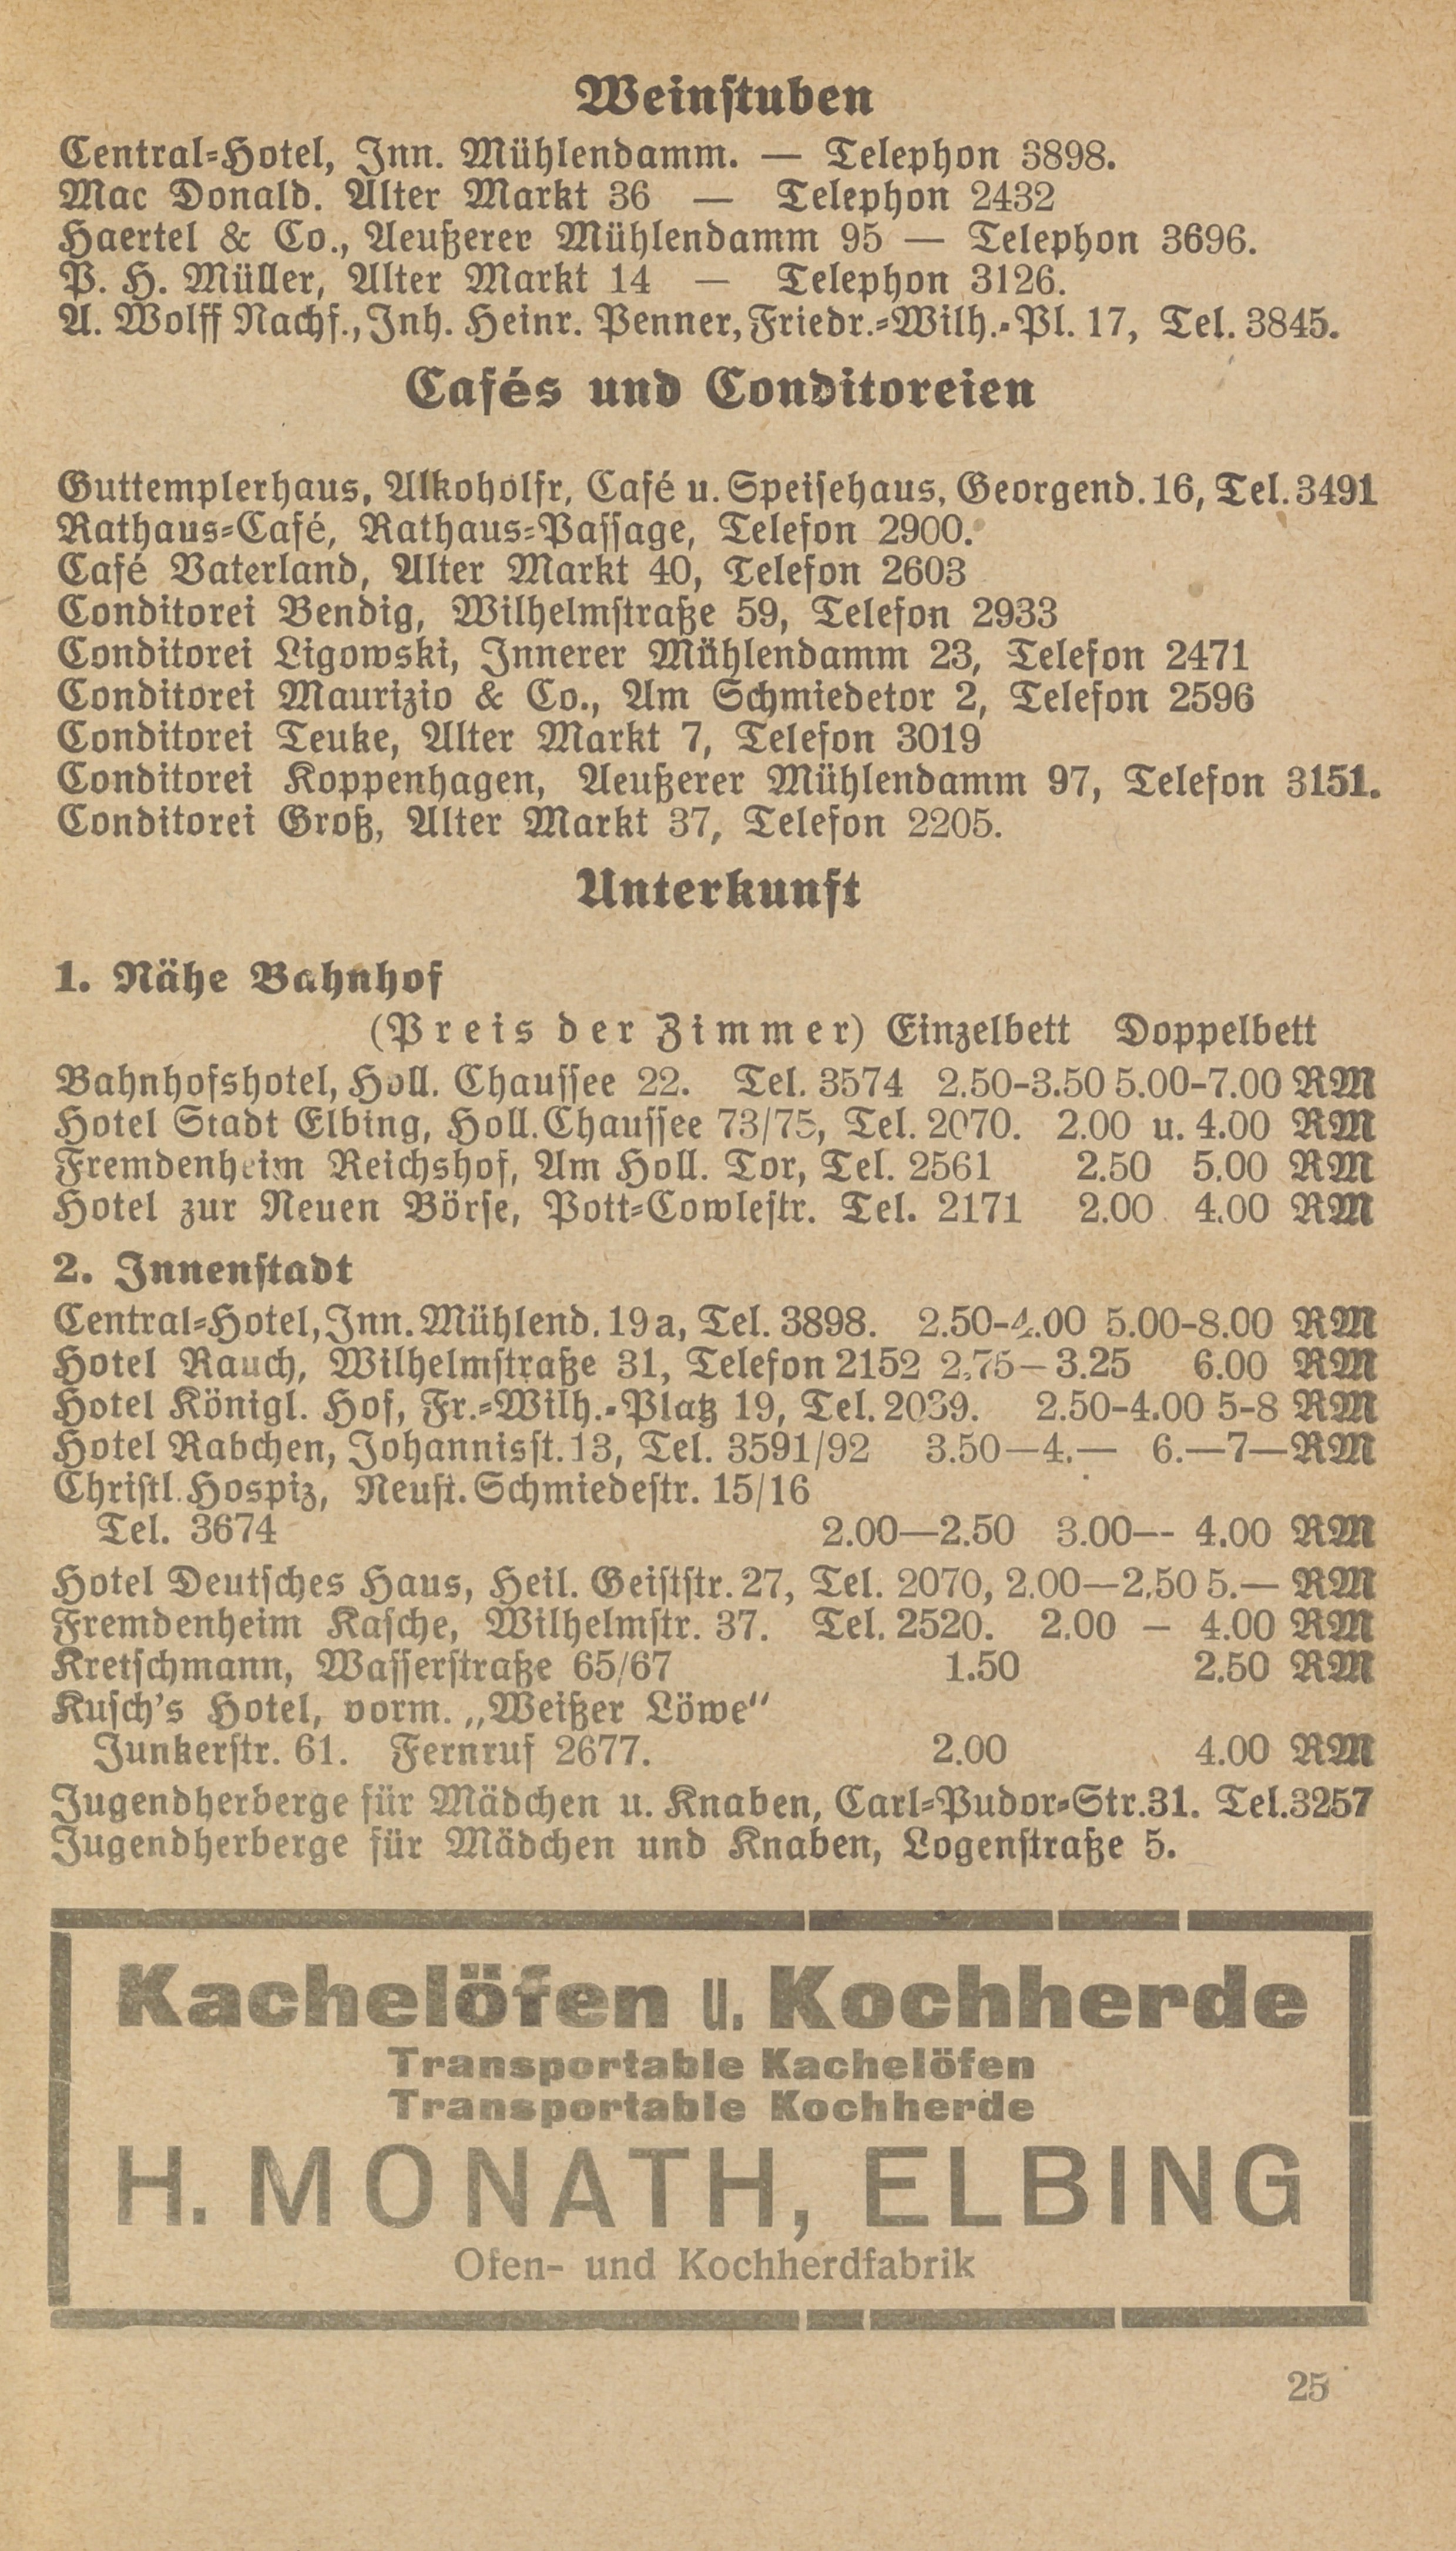 Weinstuben
Central-Hotel, Inn. Mühlendamm. — Telephon 3898.
Mac Donald. Alter Markt 36 — Telephon 2432
Haertel & Co., Aeußerer Mühlendamm 95 — Telephon 3696.
P. H. Müller, Alter Markt 14 — Telephon 3126.
A. Wolff Nachf., Inh. Heinr. Penner, Friedr.-Wilh.-Pl. 17, Tel. 3845.
Cafés und Conditoreien
Guttemplerhaus, Alkoholfr, Café u. Speisehaus, Georgend. 16, Tel. 3491
Rathaus-Café, Rathaus-Passage, Telefon 2900.
Café Vaterland, Alter Markt 40, Telefon 2603
Conditorei Bendig, Wilhelmstraße 59, Telefon 2933
Conditorei Ligowski, Innerer Mühlendamm 23, Telefon 2471
Conditorei Maurizio & Co., Am Schmiedetor 2, Telefon 2596
Conditorei Teuke, Alter Markt 7, Telefon 3019
Conditorei Koppenhagen, Aeußerer Mühlendamm 97, Telefon 3151.
Conditorei Groß, Alter Markt 37, Telefon 2205.
Unterkunft
1. Nähe Bahnhof
(Preis der Zimmer) Einzelbett Doppelbett
Bahnhofshotel, Holl. Chaussee 22. Tel. 3574 2.50-3.50 5.00-7.00 RM
Hotel Stadt Elbing, Holl. Chaussee 73/75, Tel. 2070. 2.00 u. 4.00 RM
Fremdenheim Reichshof, Am Holl. Tor, Tel. 2561 2.50 5.00 RM
Hotel zur Neuen Börse, Pott-Cowlestr. Tel. 2171 2.00 4.00 RM
2. Innenstadt
Central-Hotel, Inn. Mühlend. 19a, Tel. 3898. 2.50-4.00 5.00-8.00 RM
Hotel Rauch, Wilhelmstraße 31, Telefon 2152 2.75—3.25 6.00 RM
Hotel Königl. Hof, Fr.-Wilh.-Platz 19, Tel. 2039. 2.50-4.00 5-8 RM
Hotel Rabchen, Johannisst. 13, Tel. 3591/92 3.50—4.— 6.—7—RM
Christl. Hospiz, Neust. Schmiedestr. 15/16
Tel. 3674 2.00—2.50 3.00—- 4.00 RM
Hotel Deutsches Haus, Heil. Geiststr. 27, Tel. 2070, 2.00—2.50 5.— RM
Fremdenheim Kasche, Wilhelmstr. 37. Tel. 2520. 2.00 — 4.00 RM
Kretschmann, Wasserstraße 65/67 1.50 2.50 RM
Kusch's Hotel, vorm. „Weißer Löwe“
Junkerstr. 61. Fernruf 2677. 2.00 4.00 RM
Jugendherberge für Mädchen u. Knaben, Carl-Pudor-Str. 31. Tel. 3257
Jugendherberge für Mädchen und Knaben, Logenstraße 5.
Kachelöfen u. Kochherde
Transportable Kachelöfen
Transportable Kochherde
H. MONATH, ELBING
Ofen- und Kochherdfabrik
25